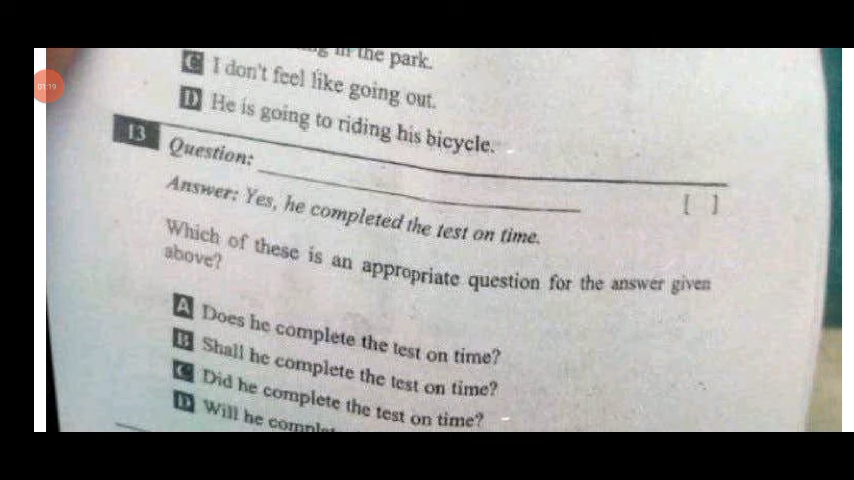 in the park.
C I don't feel like going out.
D He is going to riding his bicycle.
13
Question:
[ ]
Answer: Yes, he completed the test on time.
Which of these is an appropriate question for the answer given
above?
A Does he complete the test on time?
B Shall he complete the test on time?
C Did he complete the test on time?
D Will he
01:19